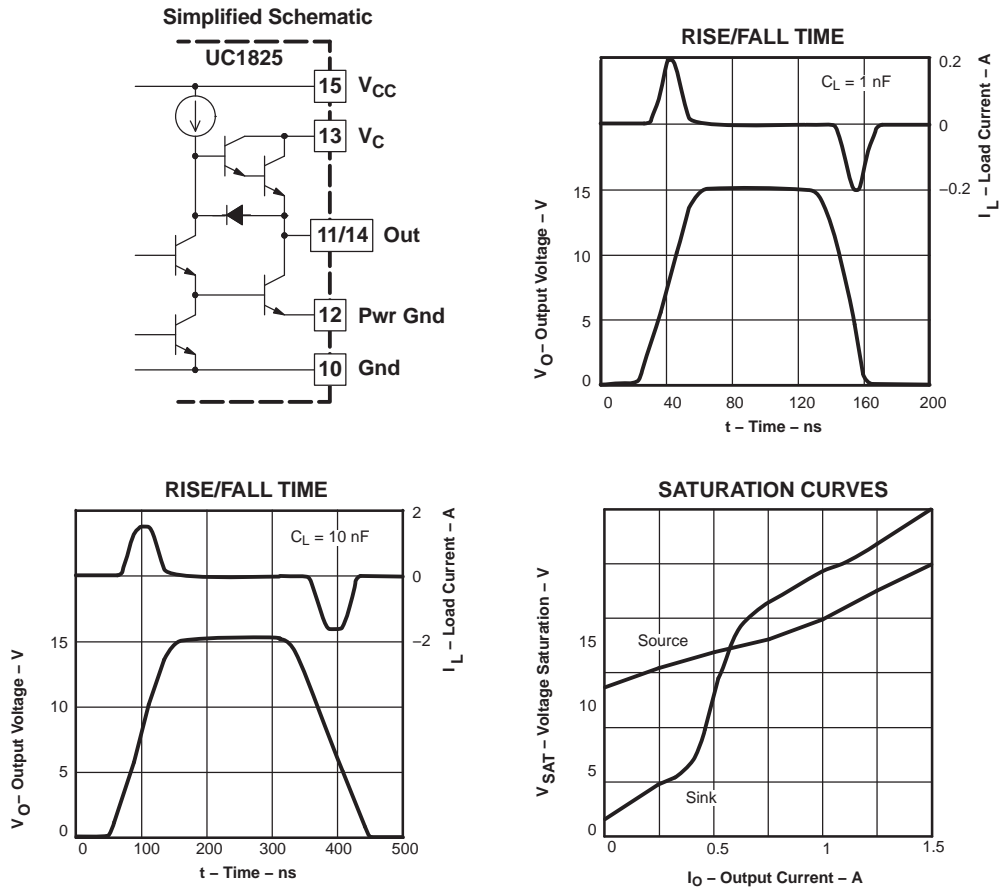 Simplified Schematic
UC1825
15 VCC
13 VC
11/14 Out
12 Pwr Gnd
10 Gnd
RISE/FALL TIME
CL = 1 nF
0.2
0
–0.2
IL – Load Current – A
VO – Output Voltage – V
15
10
5
0
0 40 80 120 160 200
t – Time – ns
RISE/FALL TIME
CL = 10 nF
2
0
–2
IL – Load Current – A
VO – Output Voltage – V
15
10
5
0
0 100 200 300 400 500
t – Time – ns
SATURATION CURVES
VSAT – Voltage Saturation – V
15
10
5
0
Source
Sink
0 0.5 1 1.5
IO – Output Current – A